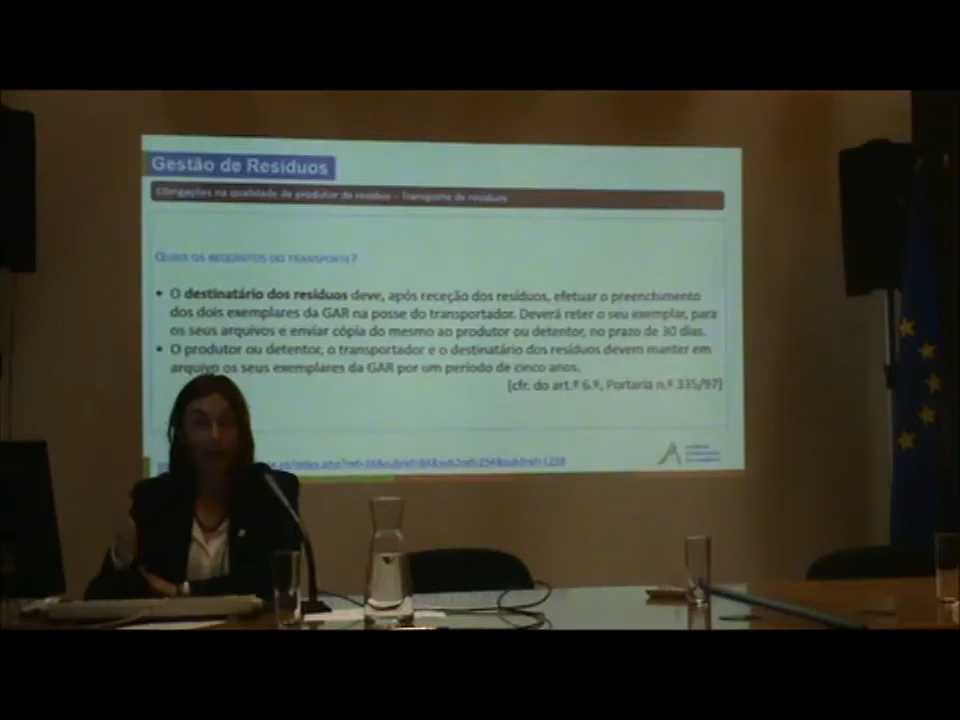 Gestão de Resíduos
Obrigações na qualidade de produtor de resíduo - Transporte de resíduos
QUAIS OS REQUISITOS DO TRANSPORTE?
• O destinatário dos resíduos deve, após receção dos resíduos, efetuar o preenchimento
dos dois exemplares da GAR na posse do transportador. Deverá reter o seu exemplar, para
os seus arquivos e enviar cópia do mesmo ao produtor ou detentor, no prazo de 30 dias.
• O produtor ou detentor, o transportador e o destinatário dos resíduos devem manter em
arquivo os seus exemplares da GAR por um período de cinco anos.
[cfr. do art.º 6.º, Portaria n.º 335/97]